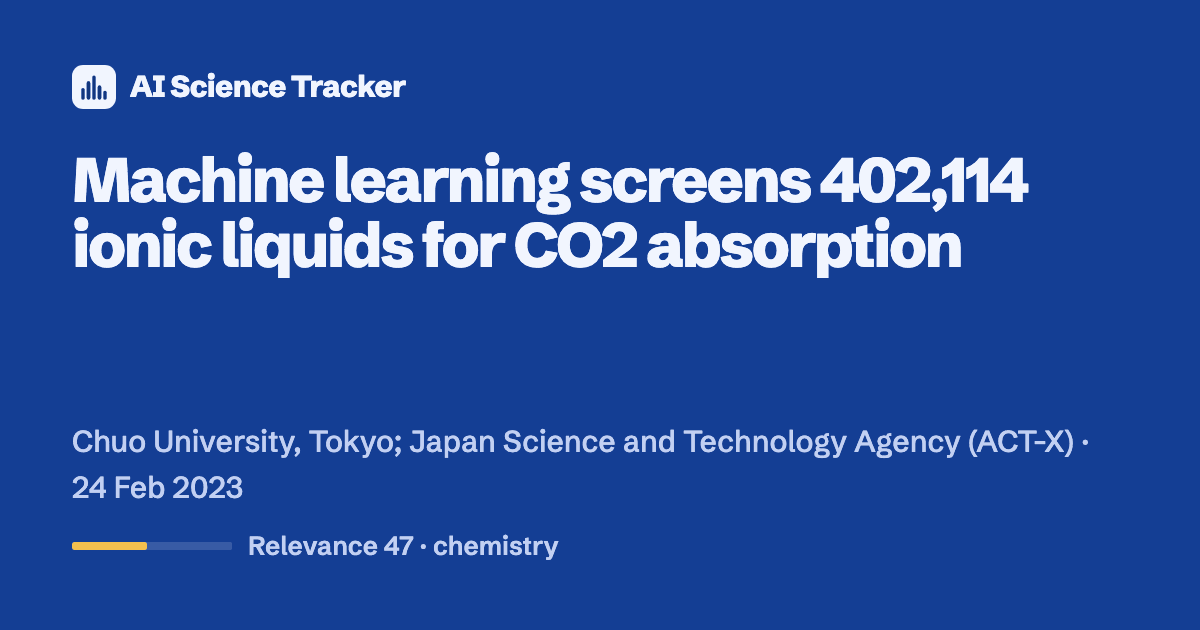 AI Science Tracker
Machine learning screens 402,114
ionic liquids for CO2 absorption
Chuo University, Tokyo; Japan Science and Technology Agency (ACT-X) ·
24 Feb 2023
Relevance 47 · chemistry